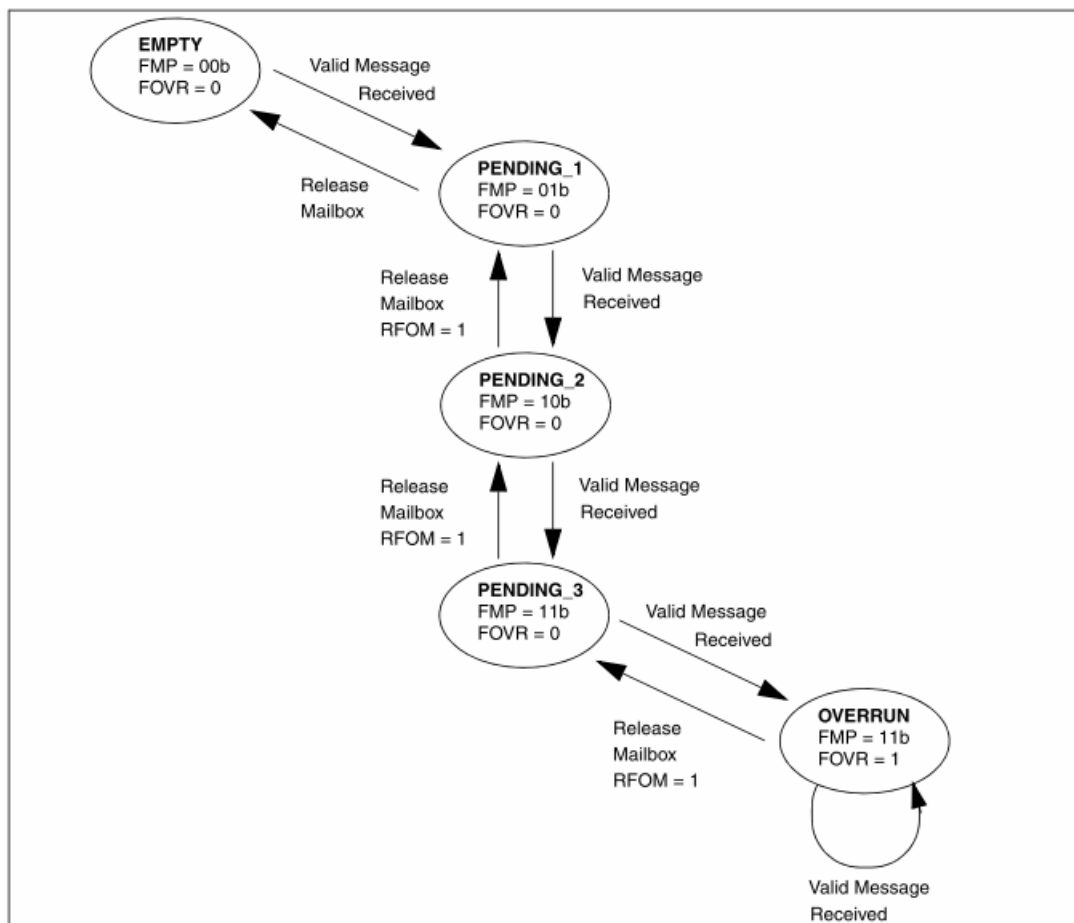 EMPTY
FMP = 00b
FOVR = 0
Valid Message
Received
Release
Mailbox
PENDING_1
FMP = 01b
FOVR = 0
Release
Mailbox
RFOM = 1
Valid Message
Received
PENDING_2
FMP = 10b
FOVR = 0
Release
Mailbox
RFOM = 1
Valid Message
Received
PENDING_3
FMP = 11b
FOVR = 0
Valid Message
Received
Release
Mailbox
RFOM = 1
OVERRUN
FMP = 11b
FOVR = 1
Valid Message
Received